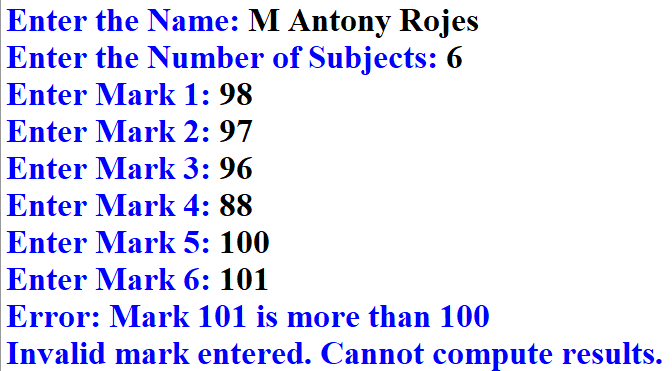 Enter the Name: M Antony Rojes
Enter the Number of Subjects: 6
Enter Mark 1: 98
Enter Mark 2: 97
Enter Mark 3: 96
Enter Mark 4: 88
Enter Mark 5: 100
Enter Mark 6: 101
Error: Mark 101 is more than 100
Invalid mark entered. Cannot compute results.